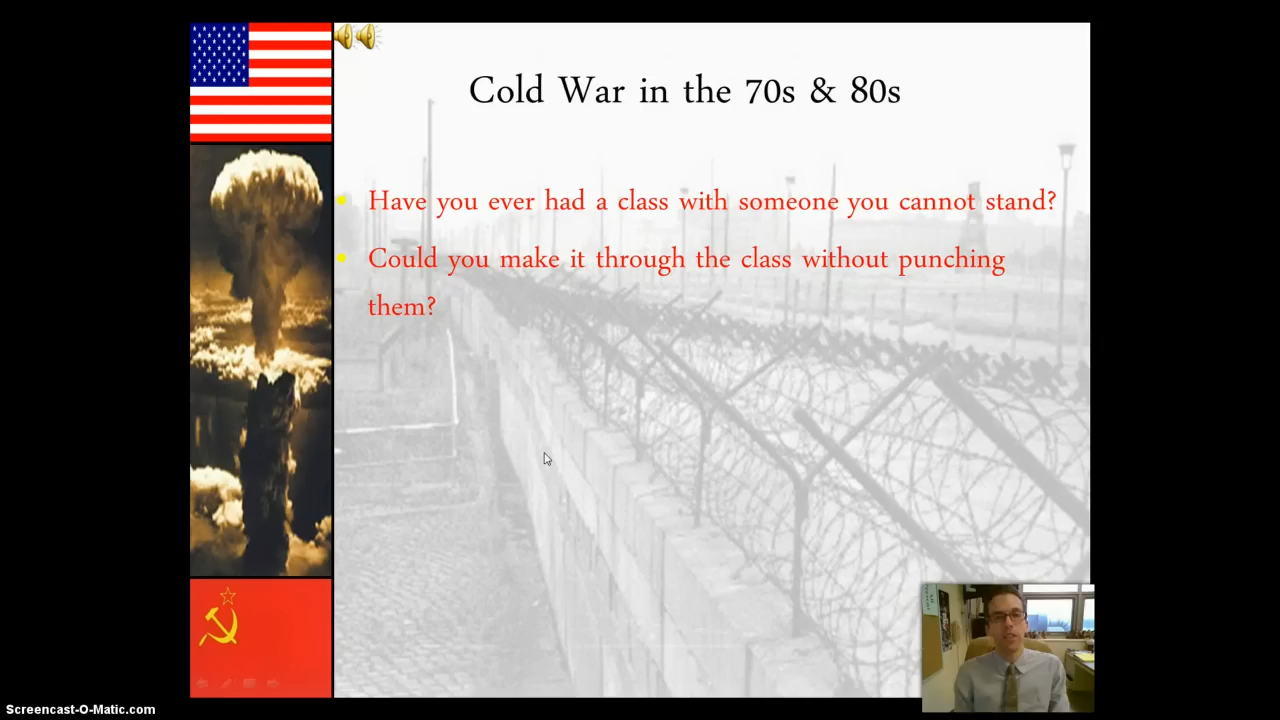 Cold War in the 70s & 80s
Have you ever had a class with someone you cannot stand?
Could you make it through the class without punching
them?
Screencast-O-Matic.com